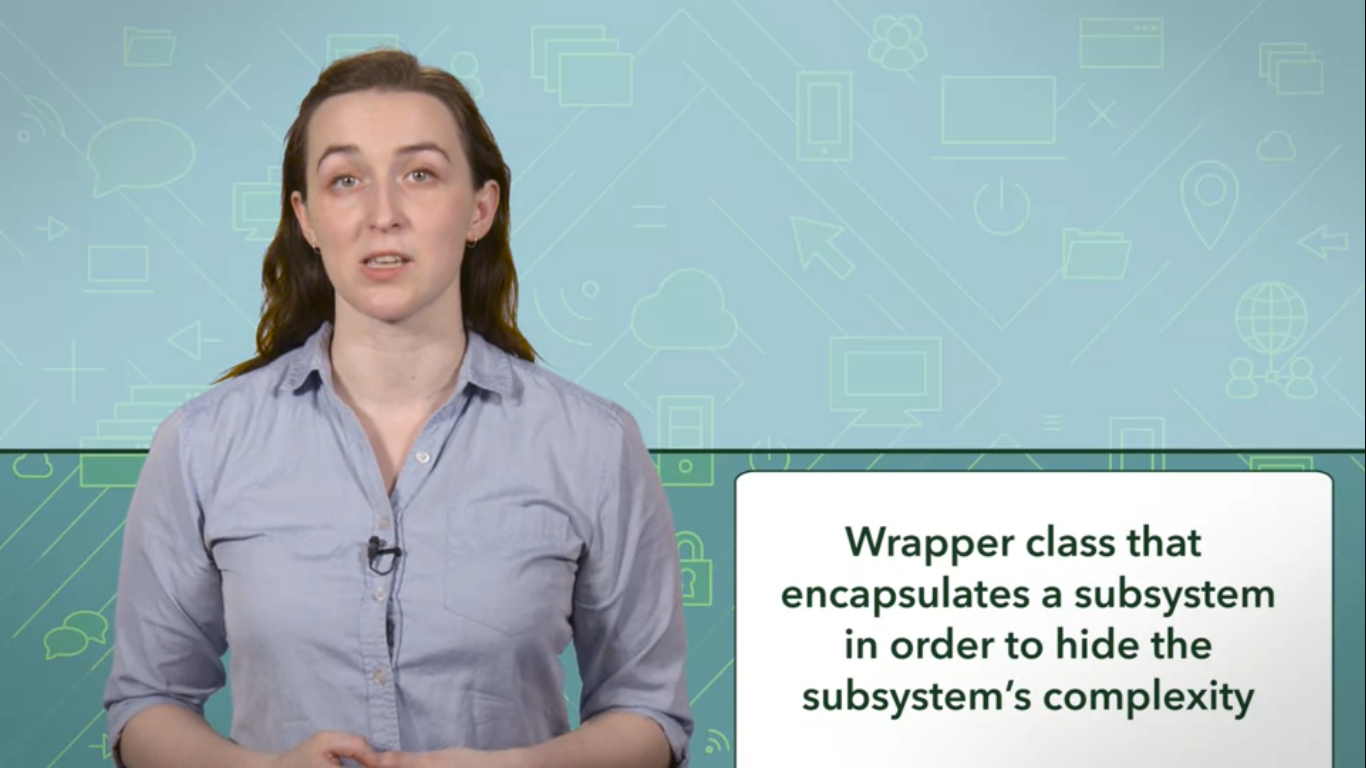 Wrapper class that
encapsulates a subsystem
in order to hide the
subsystem’s complexity